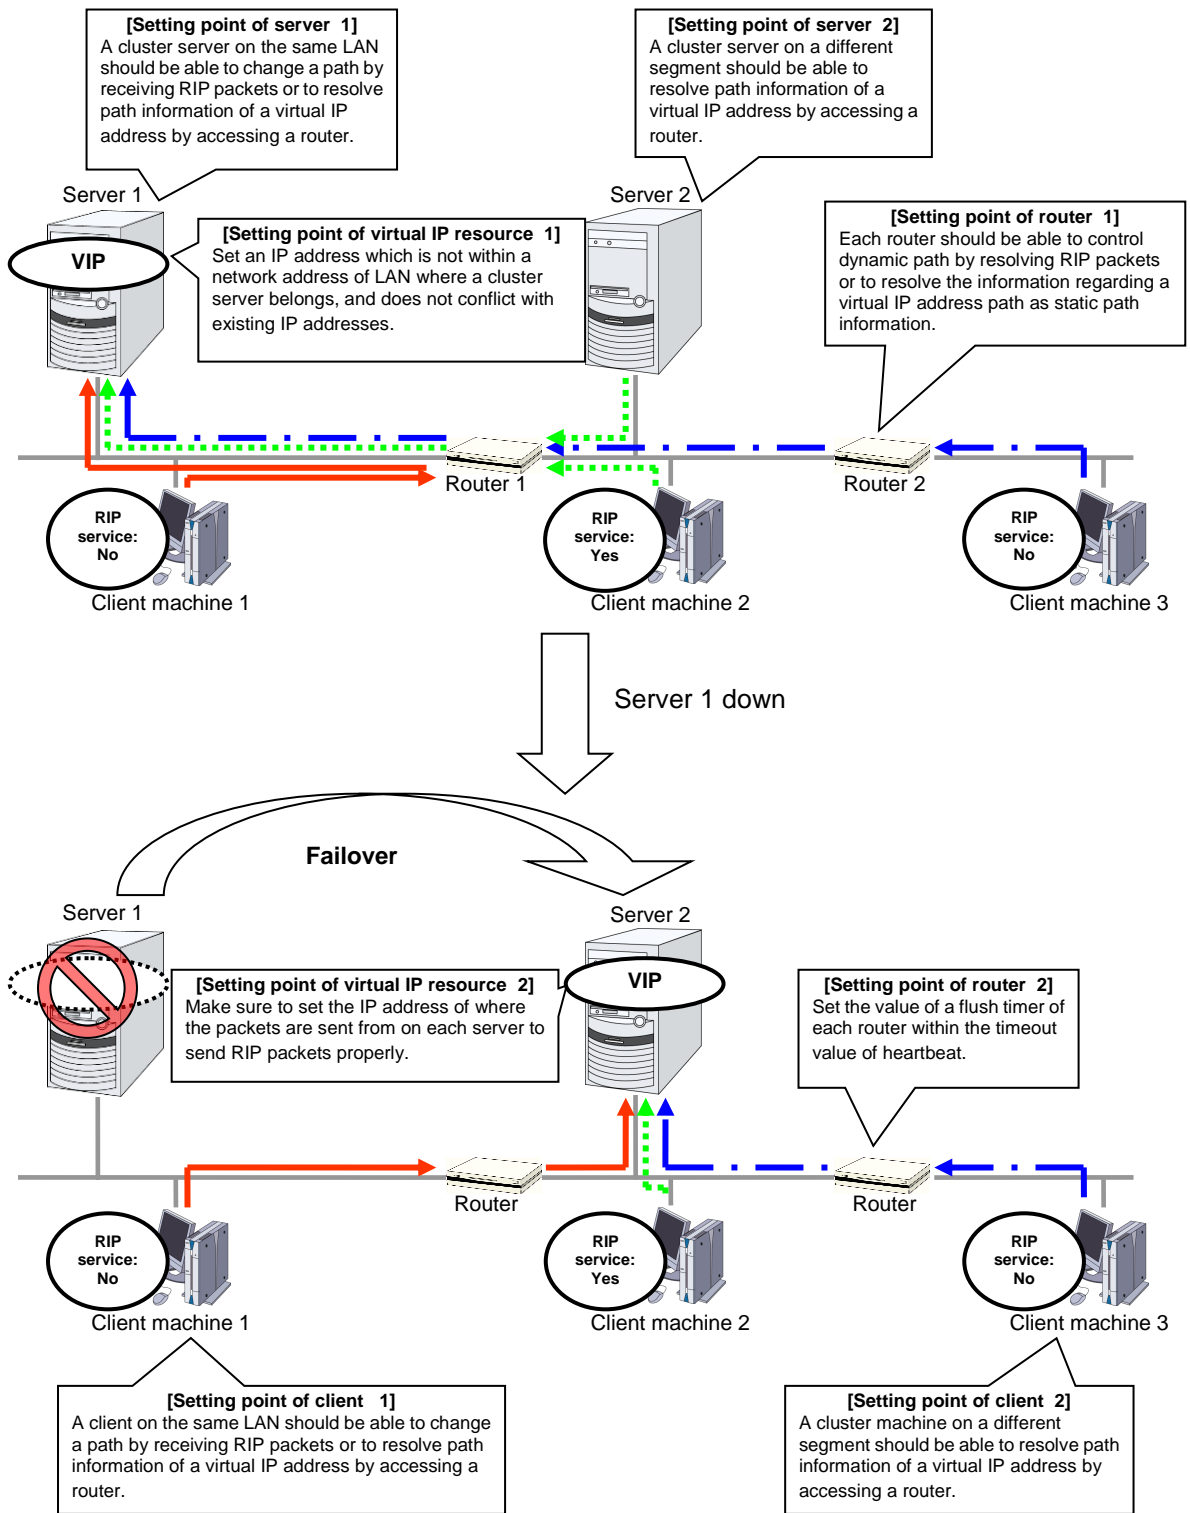 [Setting point of server 1]
A cluster server on the same LAN
should be able to change a path by
receiving RIP packets or to resolve
path information of a virtual IP
address by accessing a router.
[Setting point of server 2]
A cluster server on a different
segment should be able to
resolve path information of a
virtual IP address by accessing a
router.
Server 1
Server 2
VIP
[Setting point of virtual IP resource 1]
Set an IP address which is not within a
network address of LAN where a cluster
server belongs, and does not conflict with
existing IP addresses.
[Setting point of router 1]
Each router should be able to control
dynamic path by resolving RIP packets
or to resolve the information regarding a
virtual IP address path as static path
information.
Router 1
Router 2
RIP
service:
No
RIP
service:
Yes
RIP
service:
No
Client machine 1
Client machine 2
Client machine 3
Server 1 down
Failover
Server 1
Server 2
VIP
[Setting point of virtual IP resource 2]
Make sure to set the IP address of where
the packets are sent from on each server to
send RIP packets properly.
[Setting point of router 2]
Set the value of a flush timer of
each router within the timeout
value of heartbeat.
Router
Router
RIP
service:
No
RIP
service:
Yes
RIP
service:
No
Client machine 1
Client machine 2
Client machine 3
[Setting point of client 1]
A client on the same LAN should be able to change
a path by receiving RIP packets or to resolve path
information of a virtual IP address by accessing a
router.
[Setting point of client 2]
A cluster machine on a different
segment should be able to resolve path
information of a virtual IP address by
accessing a router.